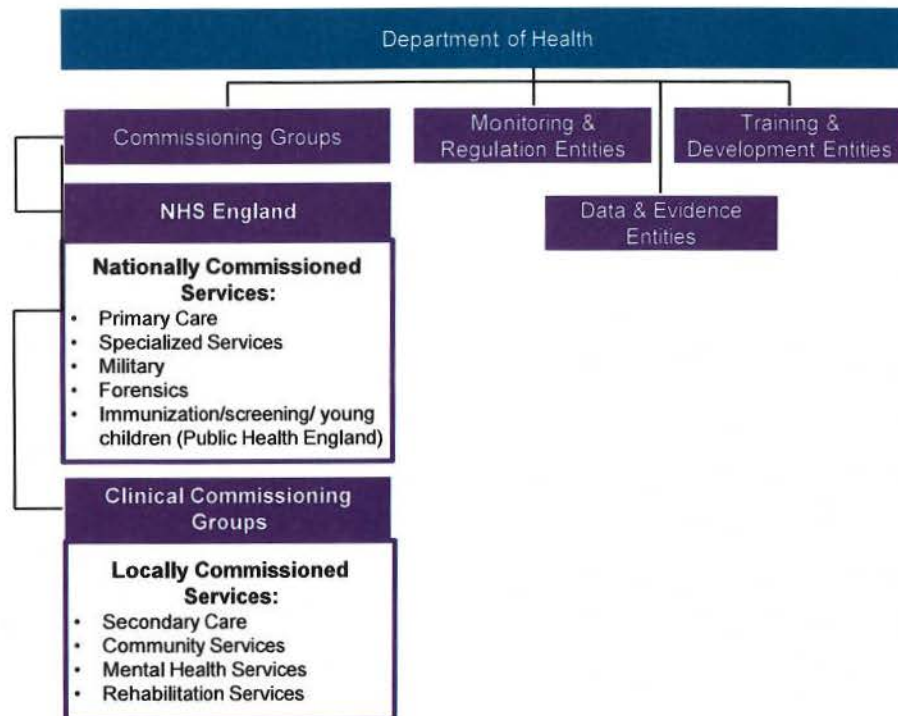 Department of Health
Commissioning Groups
Monitoring &
Regulation Entities
Training &
Development Entities
Data & Evidence
Entities
NHS England
Nationally Commissioned
Services:
• Primary Care
• Specialized Services
• Military
• Forensics
• Immunization/screening/ young
children (Public Health England)
Clinical Commissioning
Groups
Locally Commissioned
Services:
• Secondary Care
• Community Services
• Mental Health Services
• Rehabilitation Services